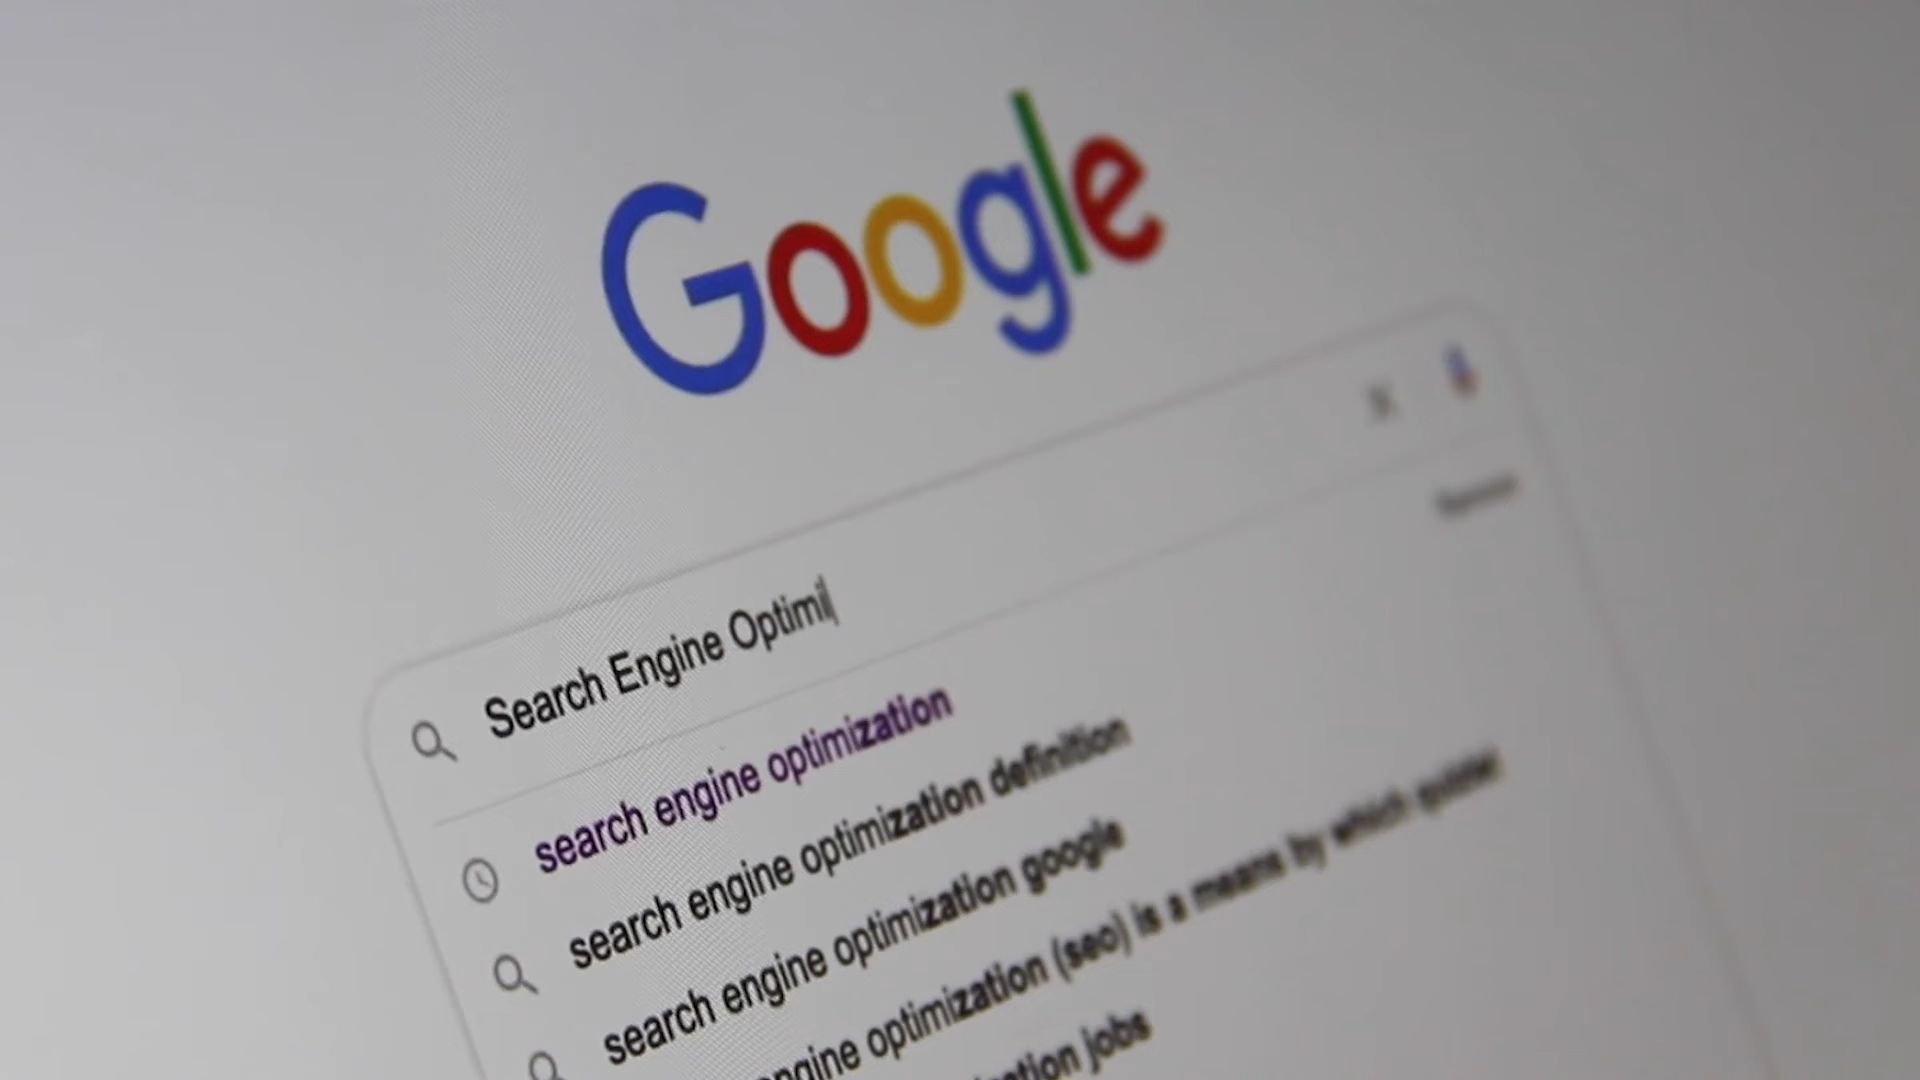 Google
Search Engine Optimi
search engine optimization
search engine optimization definition
search engine optimization google
engine optimization (seo) is a means by which
jobs